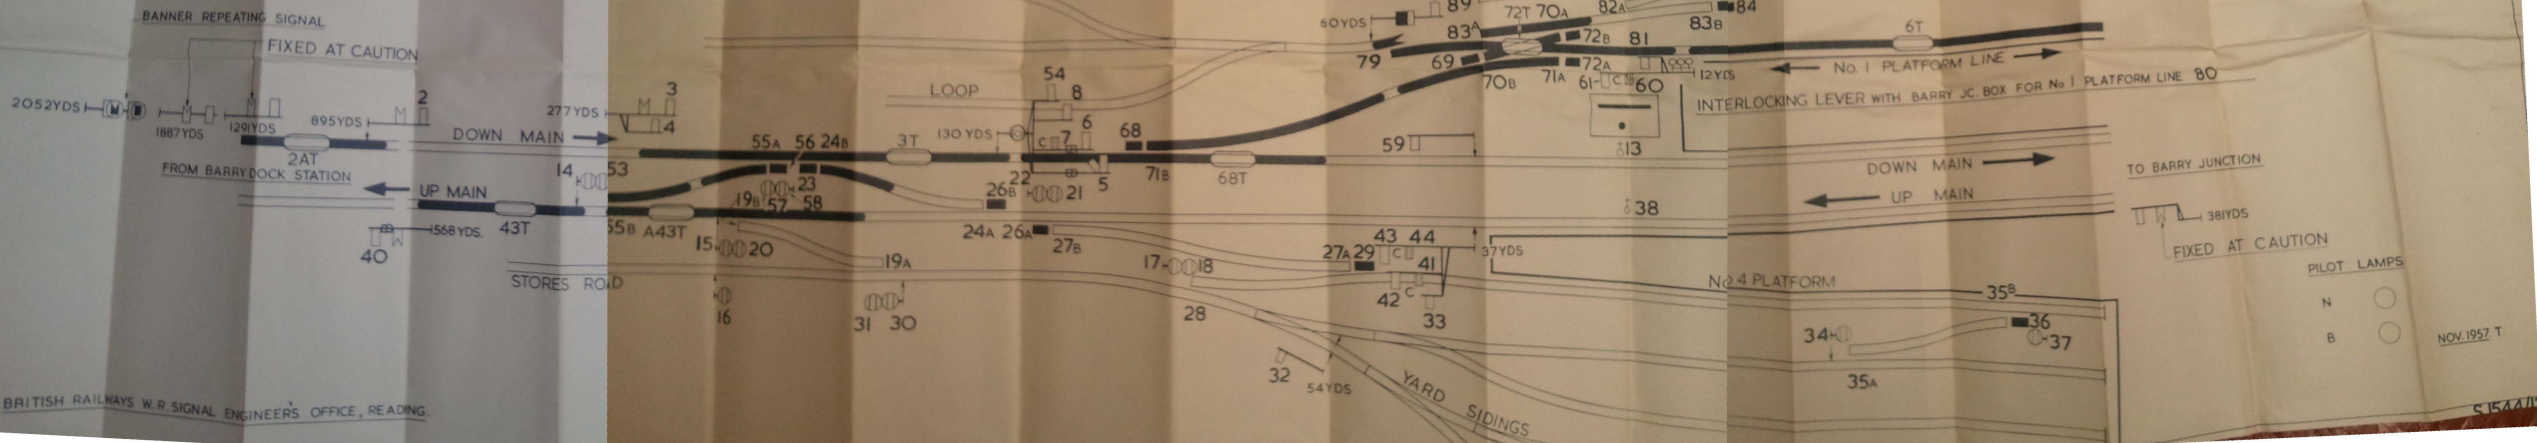 BANNER REPEATING SIGNAL
FIXED AT CAUTION
2052YDS
M
M
M
1887YDS
1291YDS
895YDS
M
2
DOWN MAIN
2AT
FROM BARRY DOCK STATION
UP MAIN
14
43T
1568YDS.
40
STORES ROAD
BRITISH RAILWAYS W.R. SIGNAL ENGINEER'S OFFICE, READING.
277YDS
M
3
4
53
55A
56
24B
3T
19B
57
23
58
55B
A43T
15
20
19A
16
31
30
LOOP
54
8
130 YDS
C
7
6
68
22
21
5
26B
24A
26A
27B
71B
68T
17
18
28
60YDS
89
83A
72T
70A
82A
84
83B
79
69
72B
81
72A
70B
71A
61
C
60
12YDS
59
13
38
27A
29
43
44
C
41
42
C
33
37YDS
32
54YDS
YARD SIDINGS
6T
No. 1 PLATFORM LINE
INTERLOCKING LEVER WITH BARRY JC. BOX FOR No 1 PLATFORM LINE 80
DOWN MAIN
UP MAIN
TO BARRY JUNCTION
381YDS
FIXED AT CAUTION
No 4 PLATFORM
35B
36
34
37
35A
PILOT LAMPS
N
B
NOV. 1957 T.